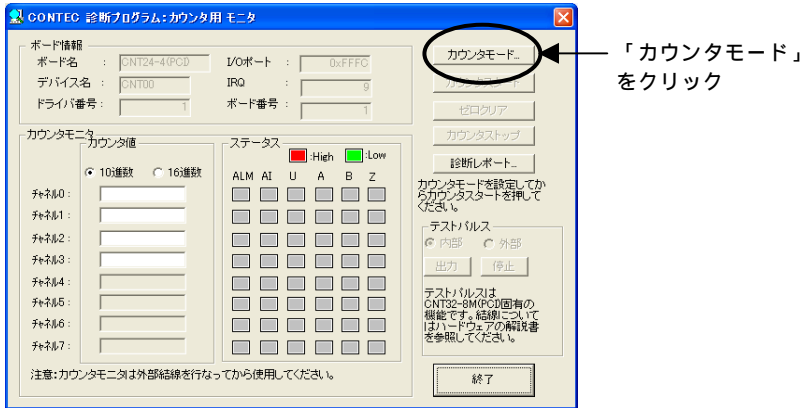 CONTEC 診断プログラム：カウンタ用 モニタ
ボード情報
ボード名 : CNT24-4(PCI) I/Oポート : 0xFFFC
デバイス名 : CNT00 IRQ : 9
ドライバ番号 : 1 ボード番号 : 1
カウンタモード...
カウンタスタート
ゼロクリア
カウンタストップ
診断レポート...
「カウンタモード」
をクリック
カウンタモニタ
カウンタ値
10進数 16進数
ステータス
:High :Low
ALM AI U A B Z
チャネル0 :
チャネル1 :
チャネル2 :
チャネル3 :
チャネル4 :
チャネル5 :
チャネル6 :
チャネル7 :
カウンタモードを設定してか
らカウンタスタートを押して
ください。
テストパルス
内部 外部
出力 停止
テストパルスは
CNT32-8M(PCI)固有の
機能です。結線について
はハードウェアの解説書
を参照してください。
注意:カウンタモニタは外部結線を行なってから使用してください。
終了